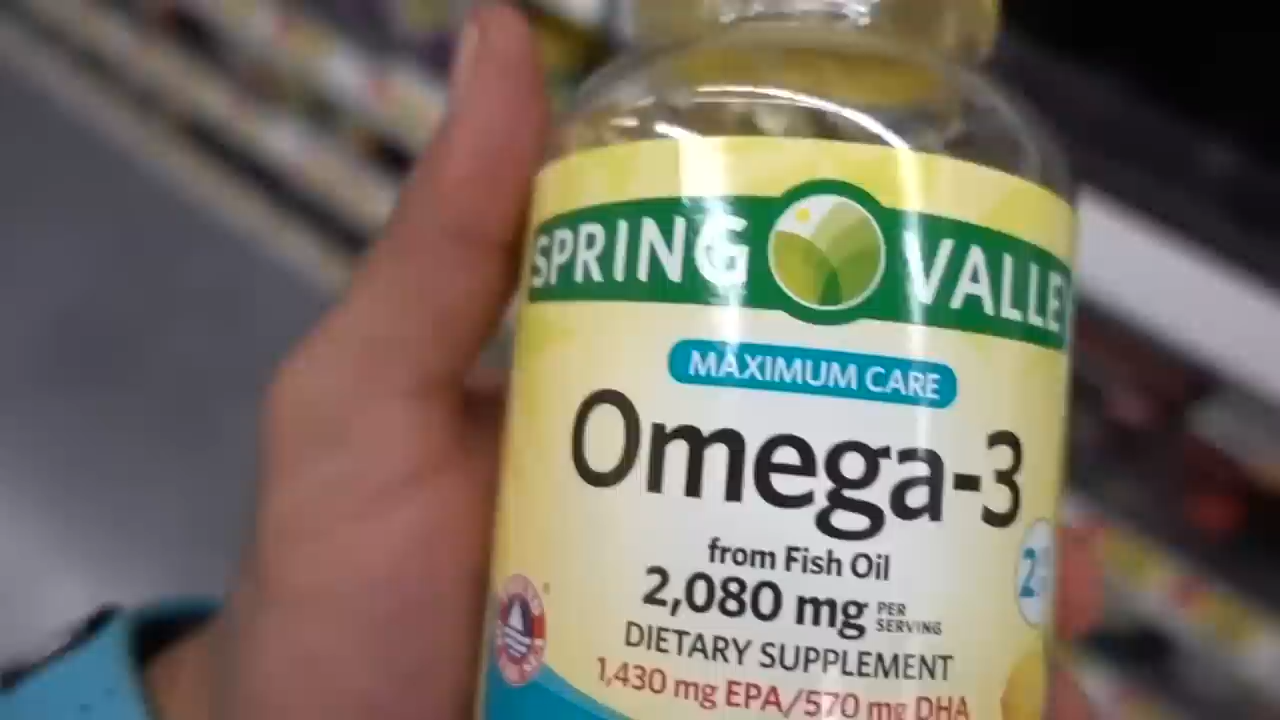 SPRING VALLEY
MAXIMUM CARE
Omega-3
from Fish Oil
2,080 mg PER SERVING
DIETARY SUPPLEMENT
1,430 mg EPA/570 mg DHA